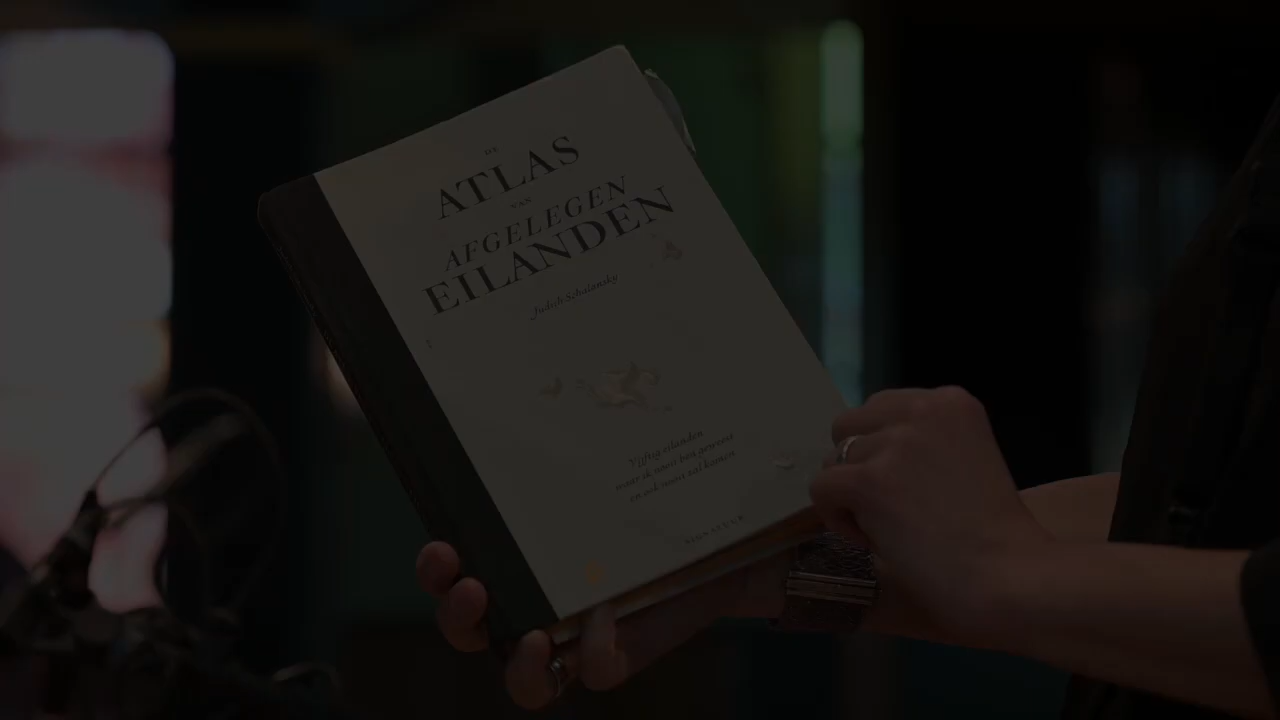 DE
ATLAS
VAN
AFGELEGEN
EILANDEN
Judith Schalansky
Vijftig eilanden
waar ik nooit ben geweest
en ook nooit zal komen
SIGNATUUR